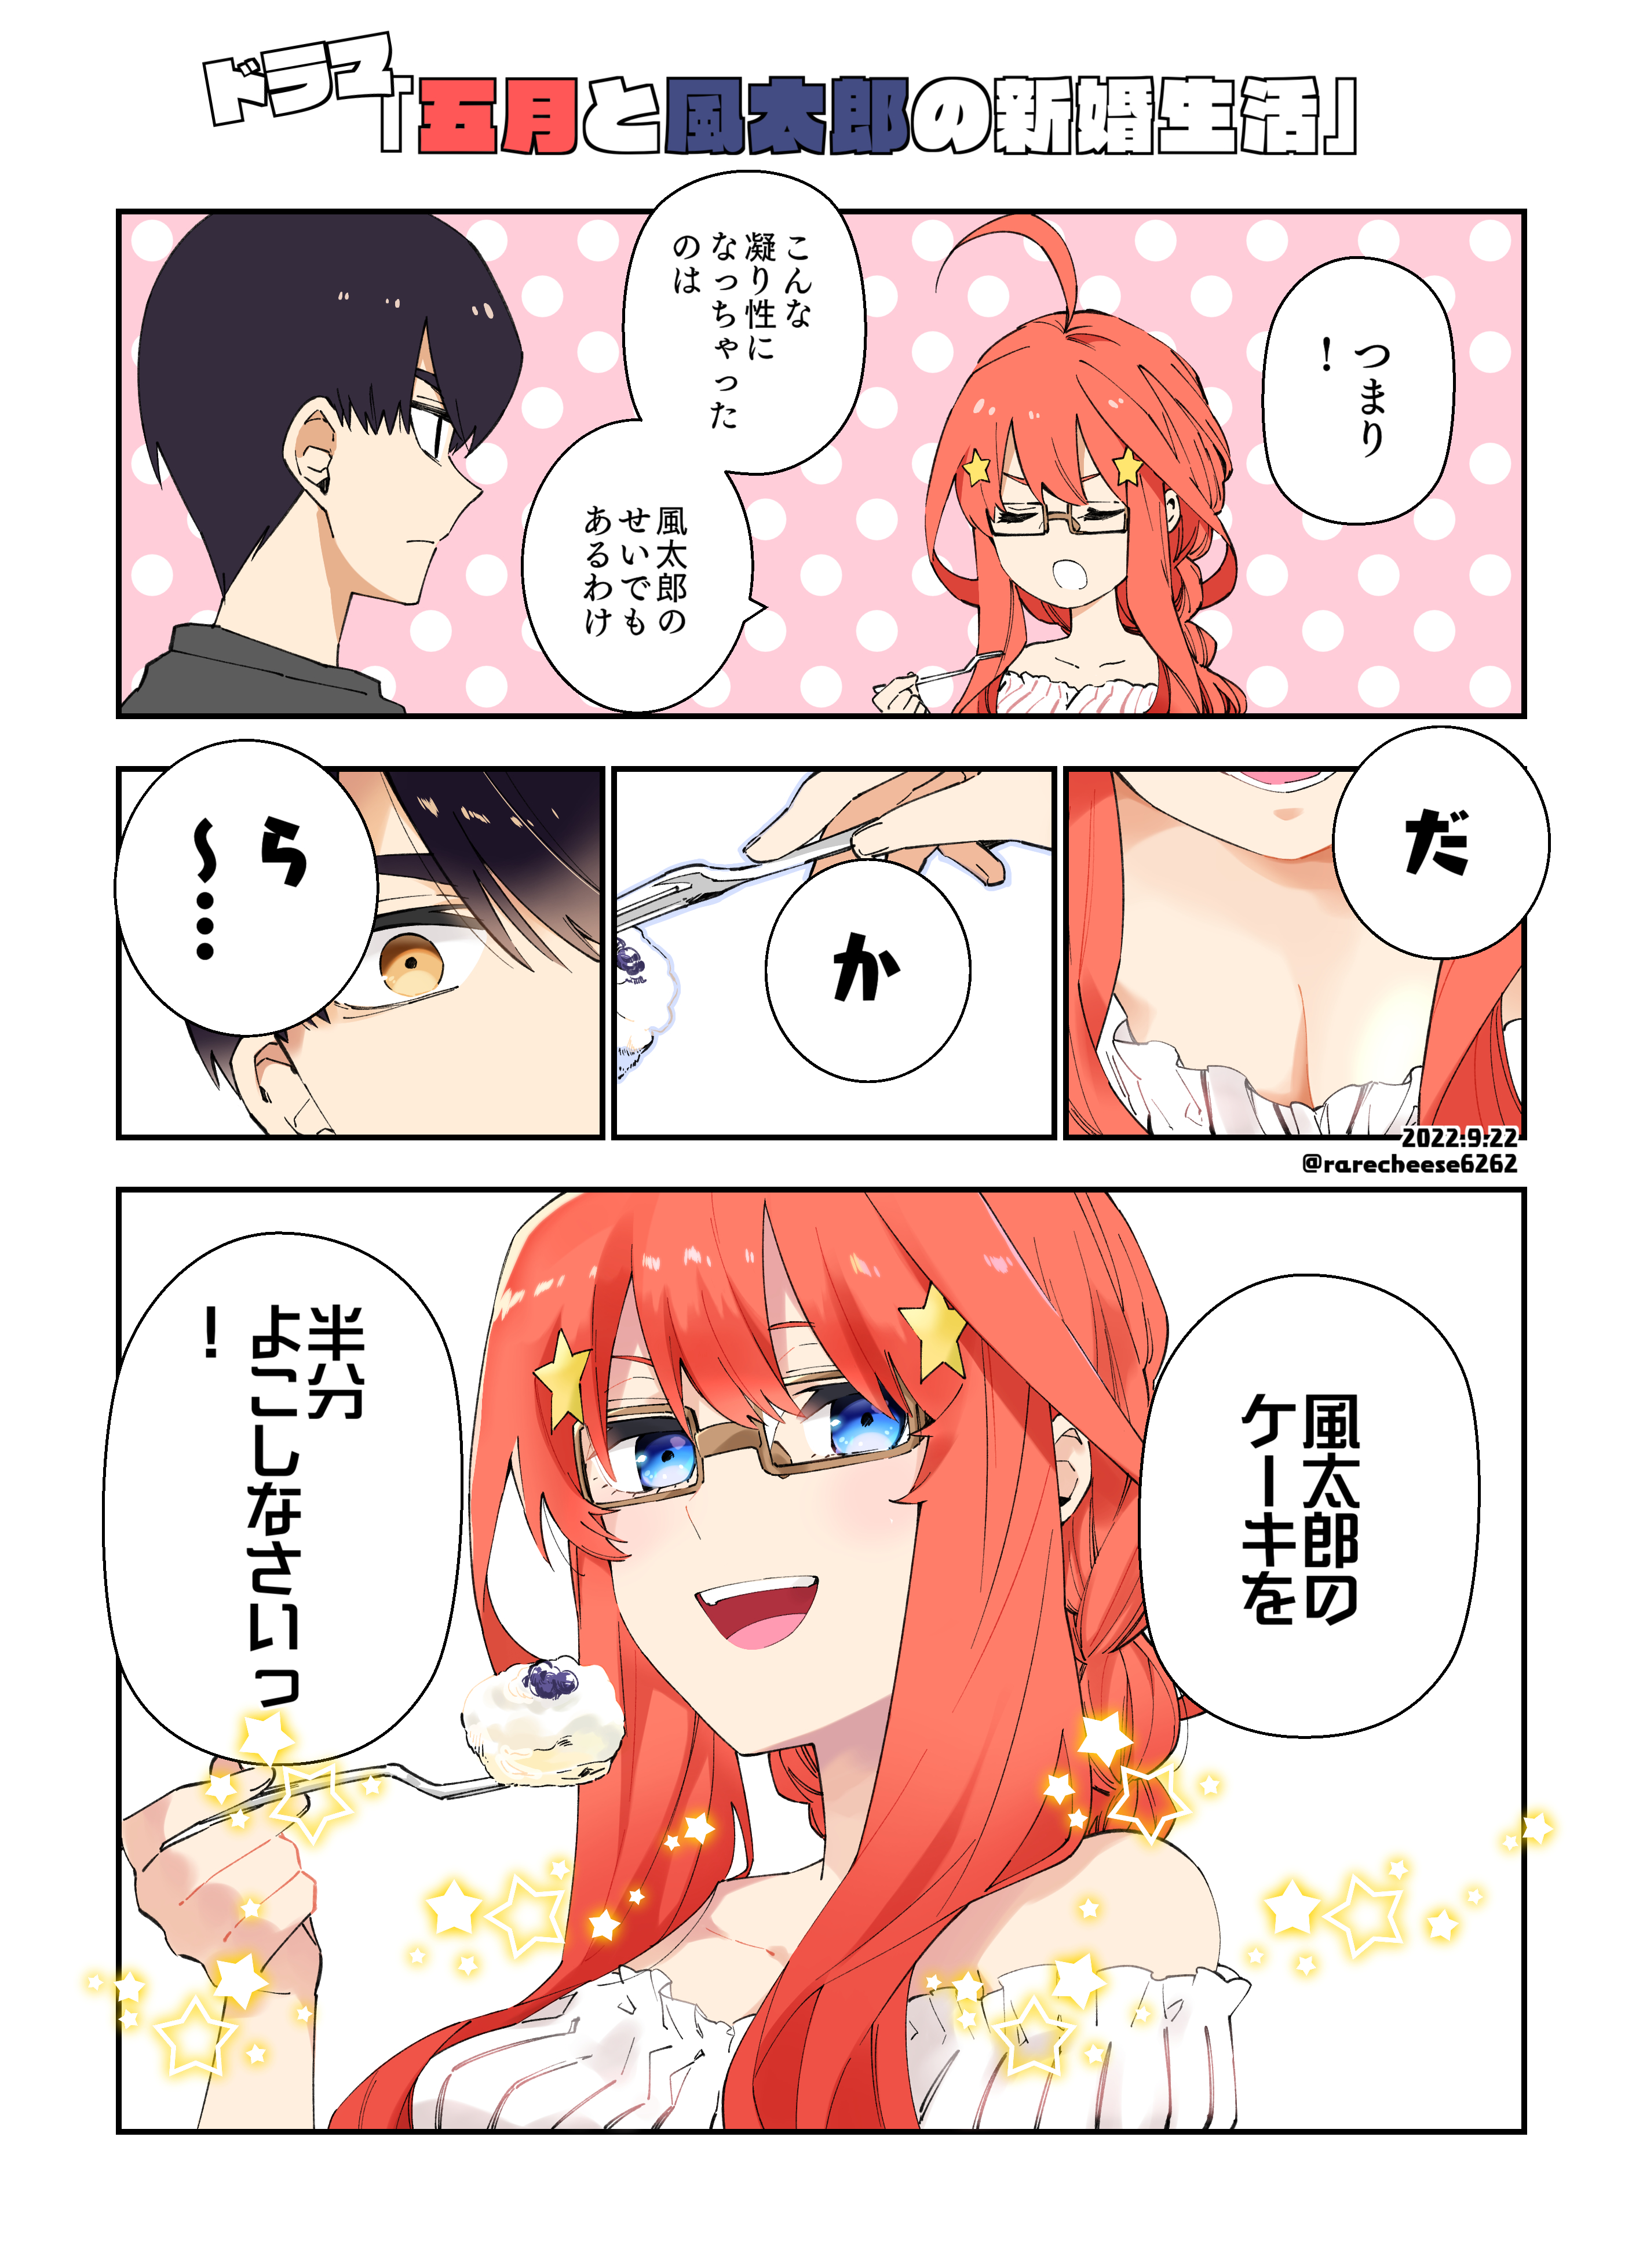 ドラマ「五月と風太郎の新婚生活」
つまり
！
こんな
凝り性に
なっちゃった
のは
風太郎の
せいでも
あるわけ
だ
か
ら
～……
2022.9.22
@rarecheese6262
風太郎の
ケーキを
半分
よこしなさいっ
！